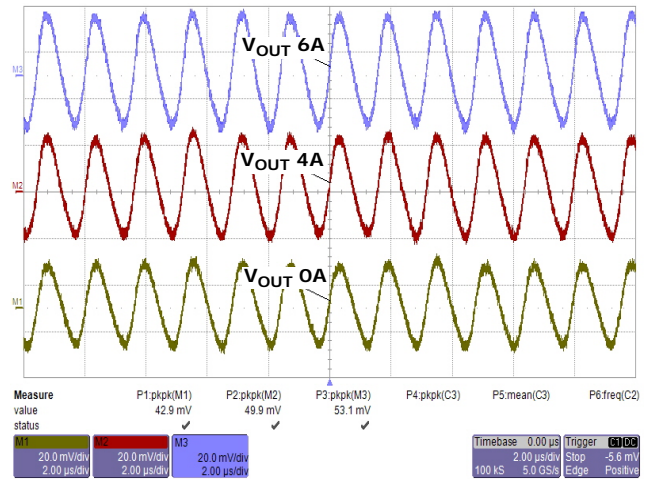 VOUT 6A
M3
VOUT 4A
M2
VOUT 0A
M1
Measure P1:pkpk(M1) P2:pkpk(M2) P3:pkpk(M3) P4:pkpk(C3) P5:mean(C3) P6:freq(C2)
value 42.9 mV 49.9 mV 53.1 mV
status ✔ ✔ ✔
M1 M2 M3 Timebase 0.00 µs Trigger C1 DC
20.0 mV/div 20.0 mV/div 20.0 mV/div 2.00 µs/div Stop -5.6 mV
2.00 µs/div 2.00 µs/div 2.00 µs/div 100 kS 5.0 GS/s Edge Positive